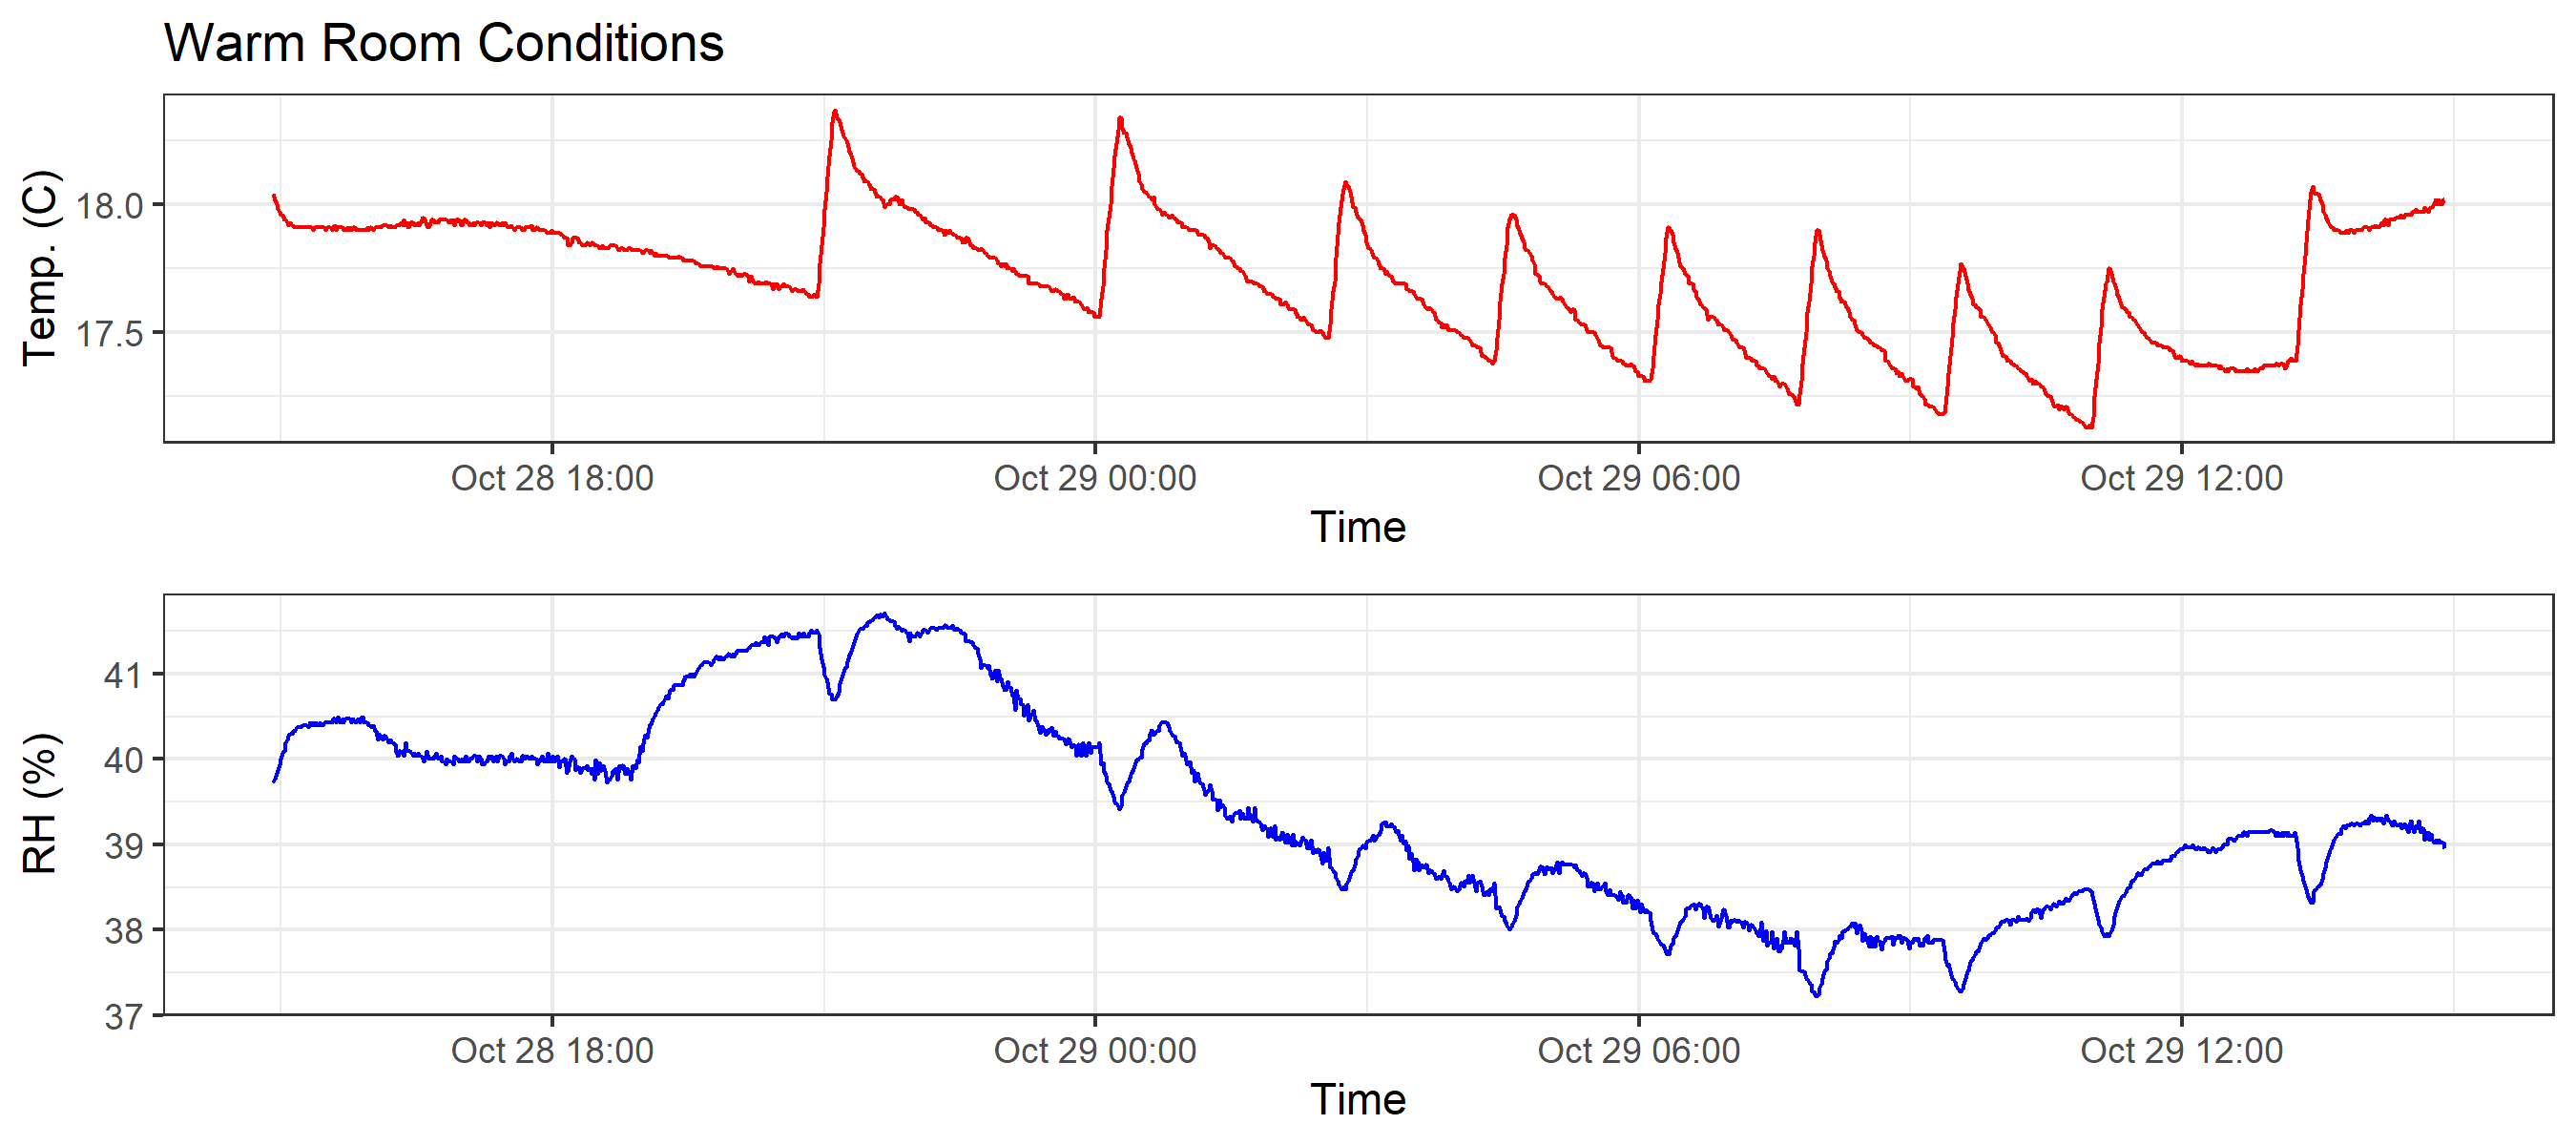 Warm Room Conditions
Temp. (C)
18.0
17.5
Oct 28 18:00 Oct 29 00:00 Oct 29 06:00 Oct 29 12:00
Time
RH (%)
41
40
39
38
37
Oct 28 18:00 Oct 29 00:00 Oct 29 06:00 Oct 29 12:00
Time